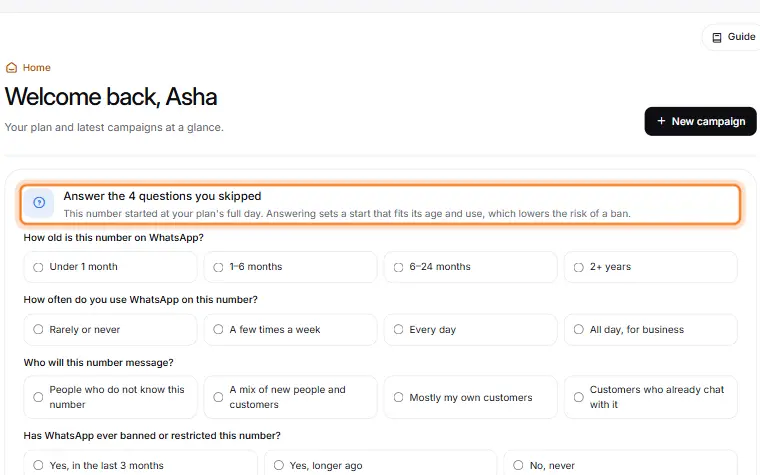 Guide
Home
Welcome back, Asha
Your plan and latest campaigns at a glance.
+ New campaign
Answer the 4 questions you skipped
This number started at your plan's full day. Answering sets a start that fits its age and use, which lowers the risk of a ban.
How old is this number on WhatsApp?
Under 1 month
1–6 months
6–24 months
2+ years
How often do you use WhatsApp on this number?
Rarely or never
A few times a week
Every day
All day, for business
Who will this number message?
People who do not know this
number
A mix of new people and
customers
Mostly my own customers
Customers who already chat
with it
Has WhatsApp ever banned or restricted this number?
Yes, in the last 3 months
Yes, longer ago
No, never